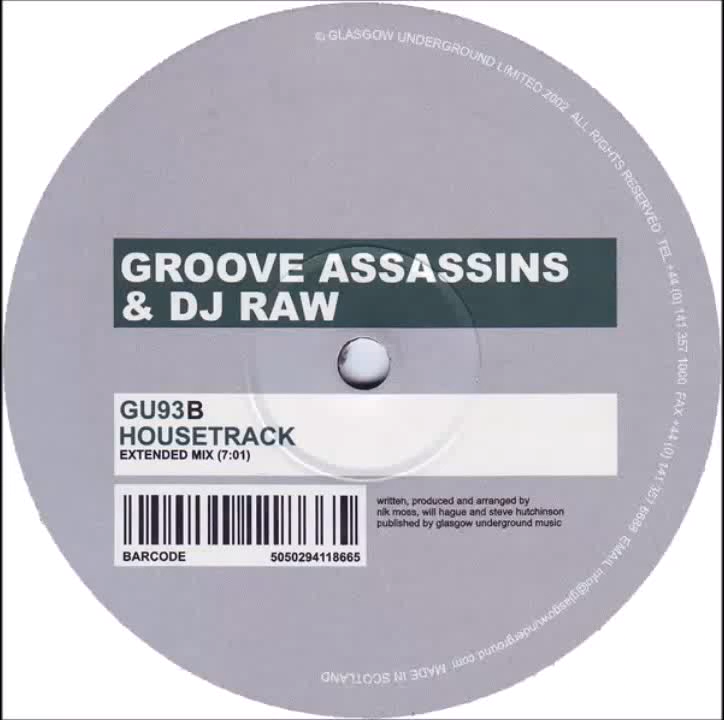 © GLASGOW UNDERGROUND LIMITED 2002 ALL RIGHTS RESERVED TEL +44 (0) 141 357 1000 FAX +44 (0) 141 357 6688 EMAIL info@glasgowunderground.com MADE IN SCOTLAND
GROOVE ASSASSINS
& DJ RAW
GU93B
HOUSETRACK
EXTENDED MIX (7:01)
written, produced and arranged by
nik moss, will hague and steve hutchinson
published by glasgow underground music
BARCODE 5050294118665